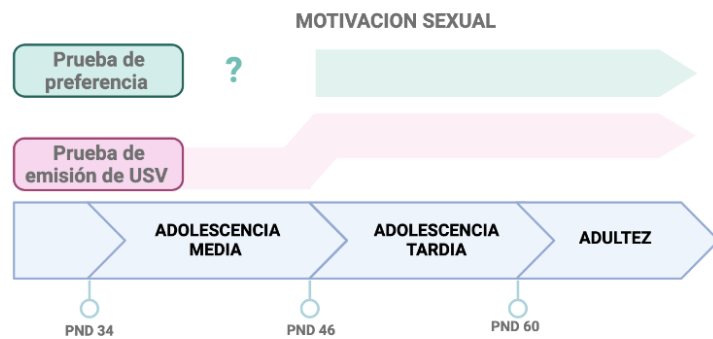 MOTIVACION SEXUAL
Prueba de
preferencia
?
Prueba de
emisión de USV
ADOLESCENCIA
MEDIA
ADOLESCENCIA
TARDIA
ADULTEZ
PND 34
PND 46
PND 60